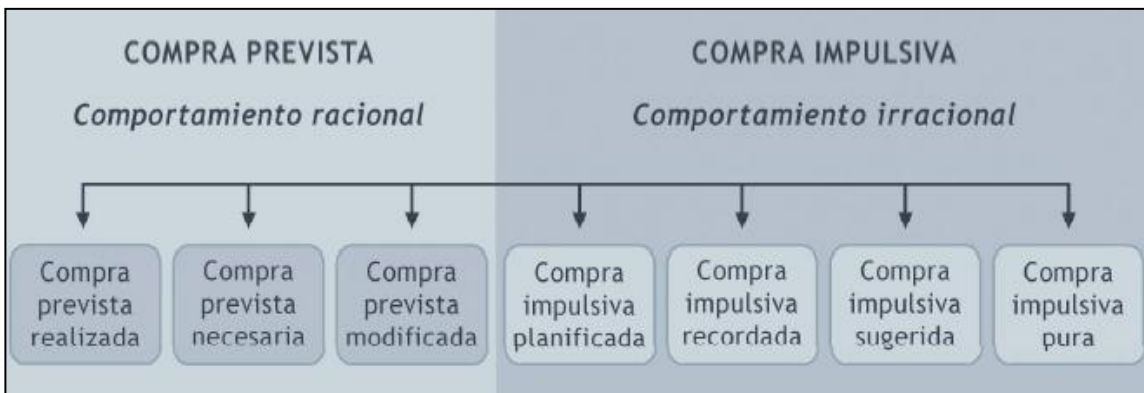 COMPRA PREVISTA
Comportamiento racional
COMPRA IMPULSIVA
Comportamiento irracional
Compra
prevista
realizada
Compra
prevista
necesaria
Compra
prevista
modificada
Compra
impulsiva
planificada
Compra
impulsiva
recordada
Compra
impulsiva
sugerida
Compra
impulsiva
pura